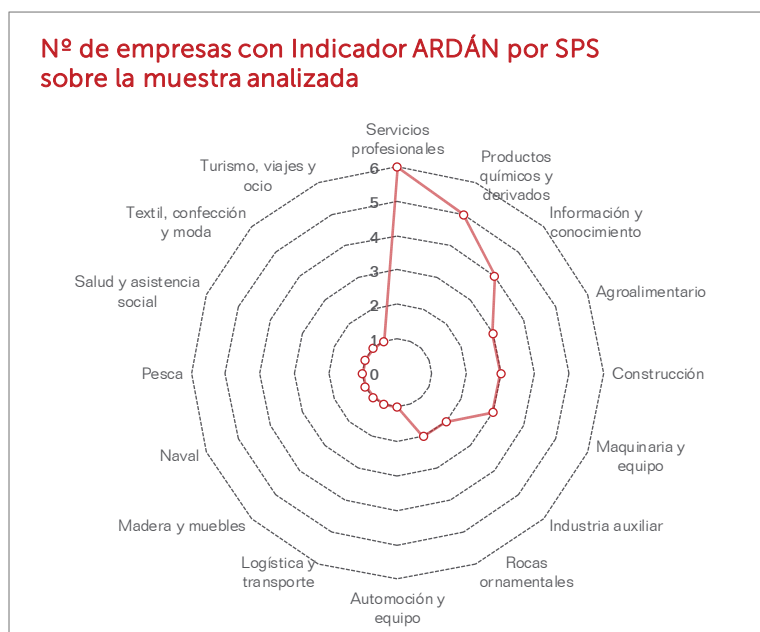 Nº de empresas con Indicador ARDÁN por SPS
sobre la muestra analizada
Servicios
profesionales
Productos
químicos y
derivados
Información y
conocimiento
Agroalimentario
Construcción
Maquinaria y
equipo
Industria auxiliar
Rocas
ornamentales
Automoción y
equipo
Logística y
transporte
Madera y muebles
Naval
Pesca
Salud y asistencia
social
Textil, confección
y moda
Turismo, viajes y
ocio
6
5
4
3
2
1
0